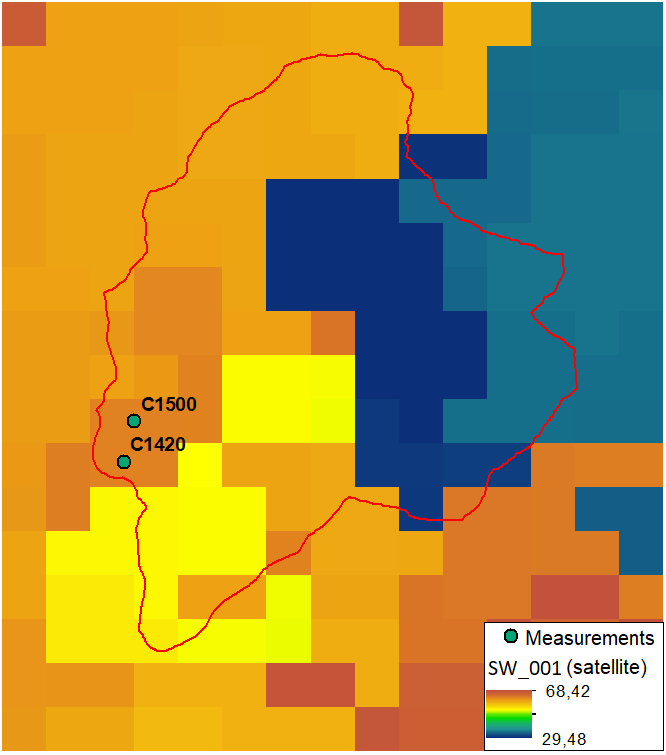 C1500
C1420
Measurements
SW_001 (satellite)
68,42
29,48